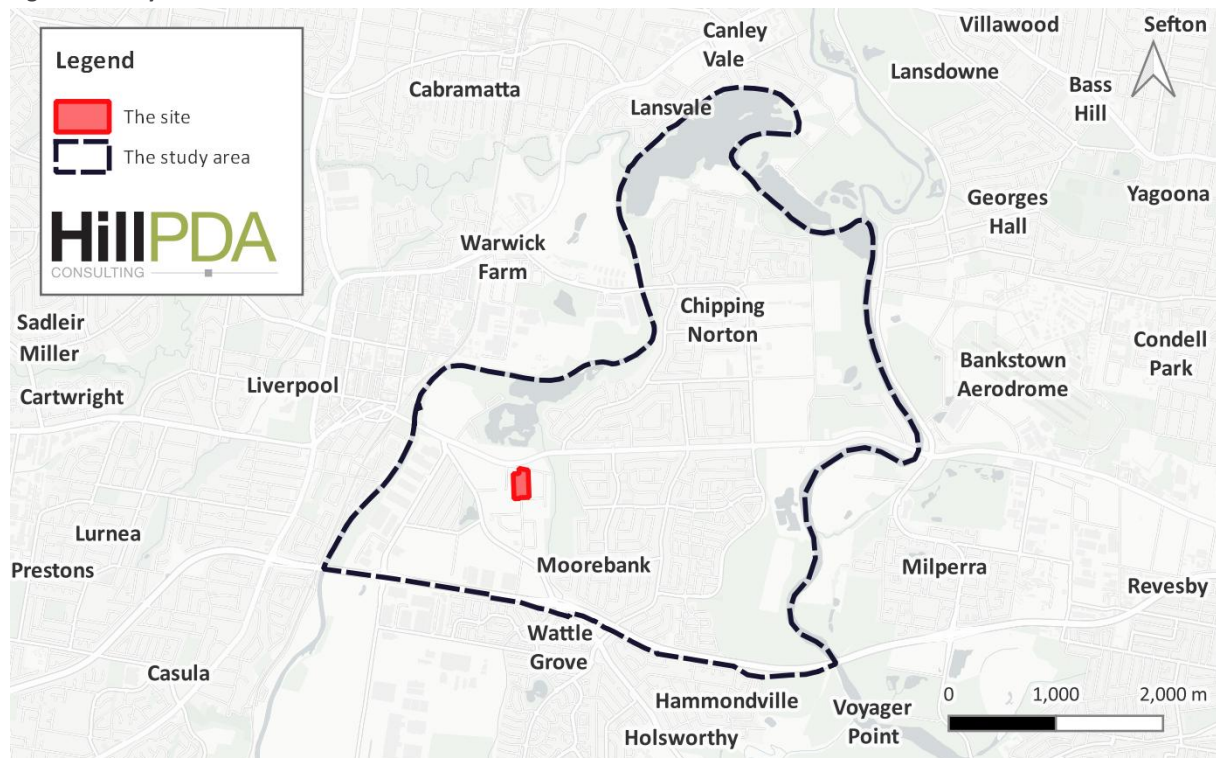 Legend
The site
The study area
HillPDA
CONSULTING
Canley
Vale
Villawood
Sefton
Cabramatta
Lansvale
Lansdowne
Bass
Hill
Georges
Hall
Yagoona
Warwick
Farm
Chipping
Norton
Sadleir
Miller
Condell
Park
Cartwright
Liverpool
Bankstown
Aerodrome
Lurnea
Prestons
Moorebank
Milperra
Revesby
Wattle
Grove
Casula
Hammondville
Voyager
Point
Holsworthy
0 1,000 2,000 m